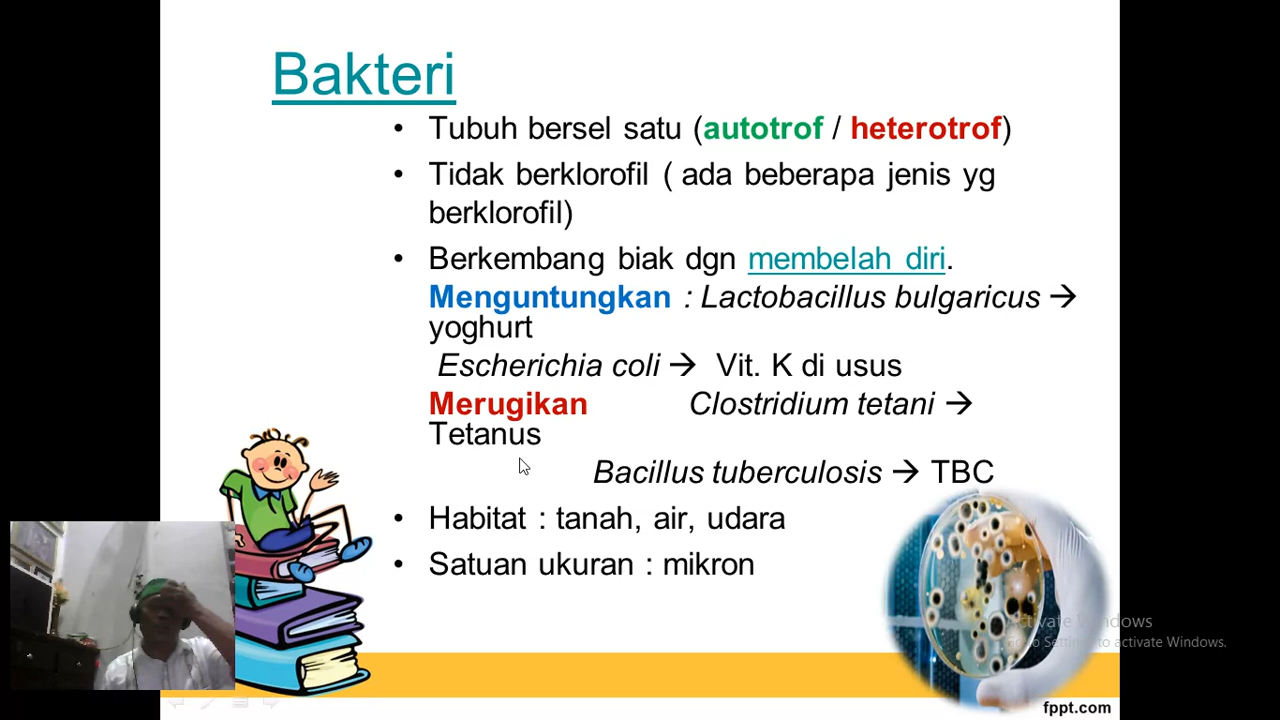 Bakteri
• Tubuh bersel satu (autotrof / heterotrof)
• Tidak berklorofil ( ada beberapa jenis yg
berklorofil)
• Berkembang biak dgn membelah diri.
Menguntungkan : Lactobacillus bulgaricus →
yoghurt
Escherichia coli → Vit. K di usus
Merugikan Clostridium tetani →
Tetanus
Bacillus tuberculosis → TBC
• Habitat : tanah, air, udara
• Satuan ukuran : mikron
Activate Windows
Go to Settings to activate Windows.
fppt.com